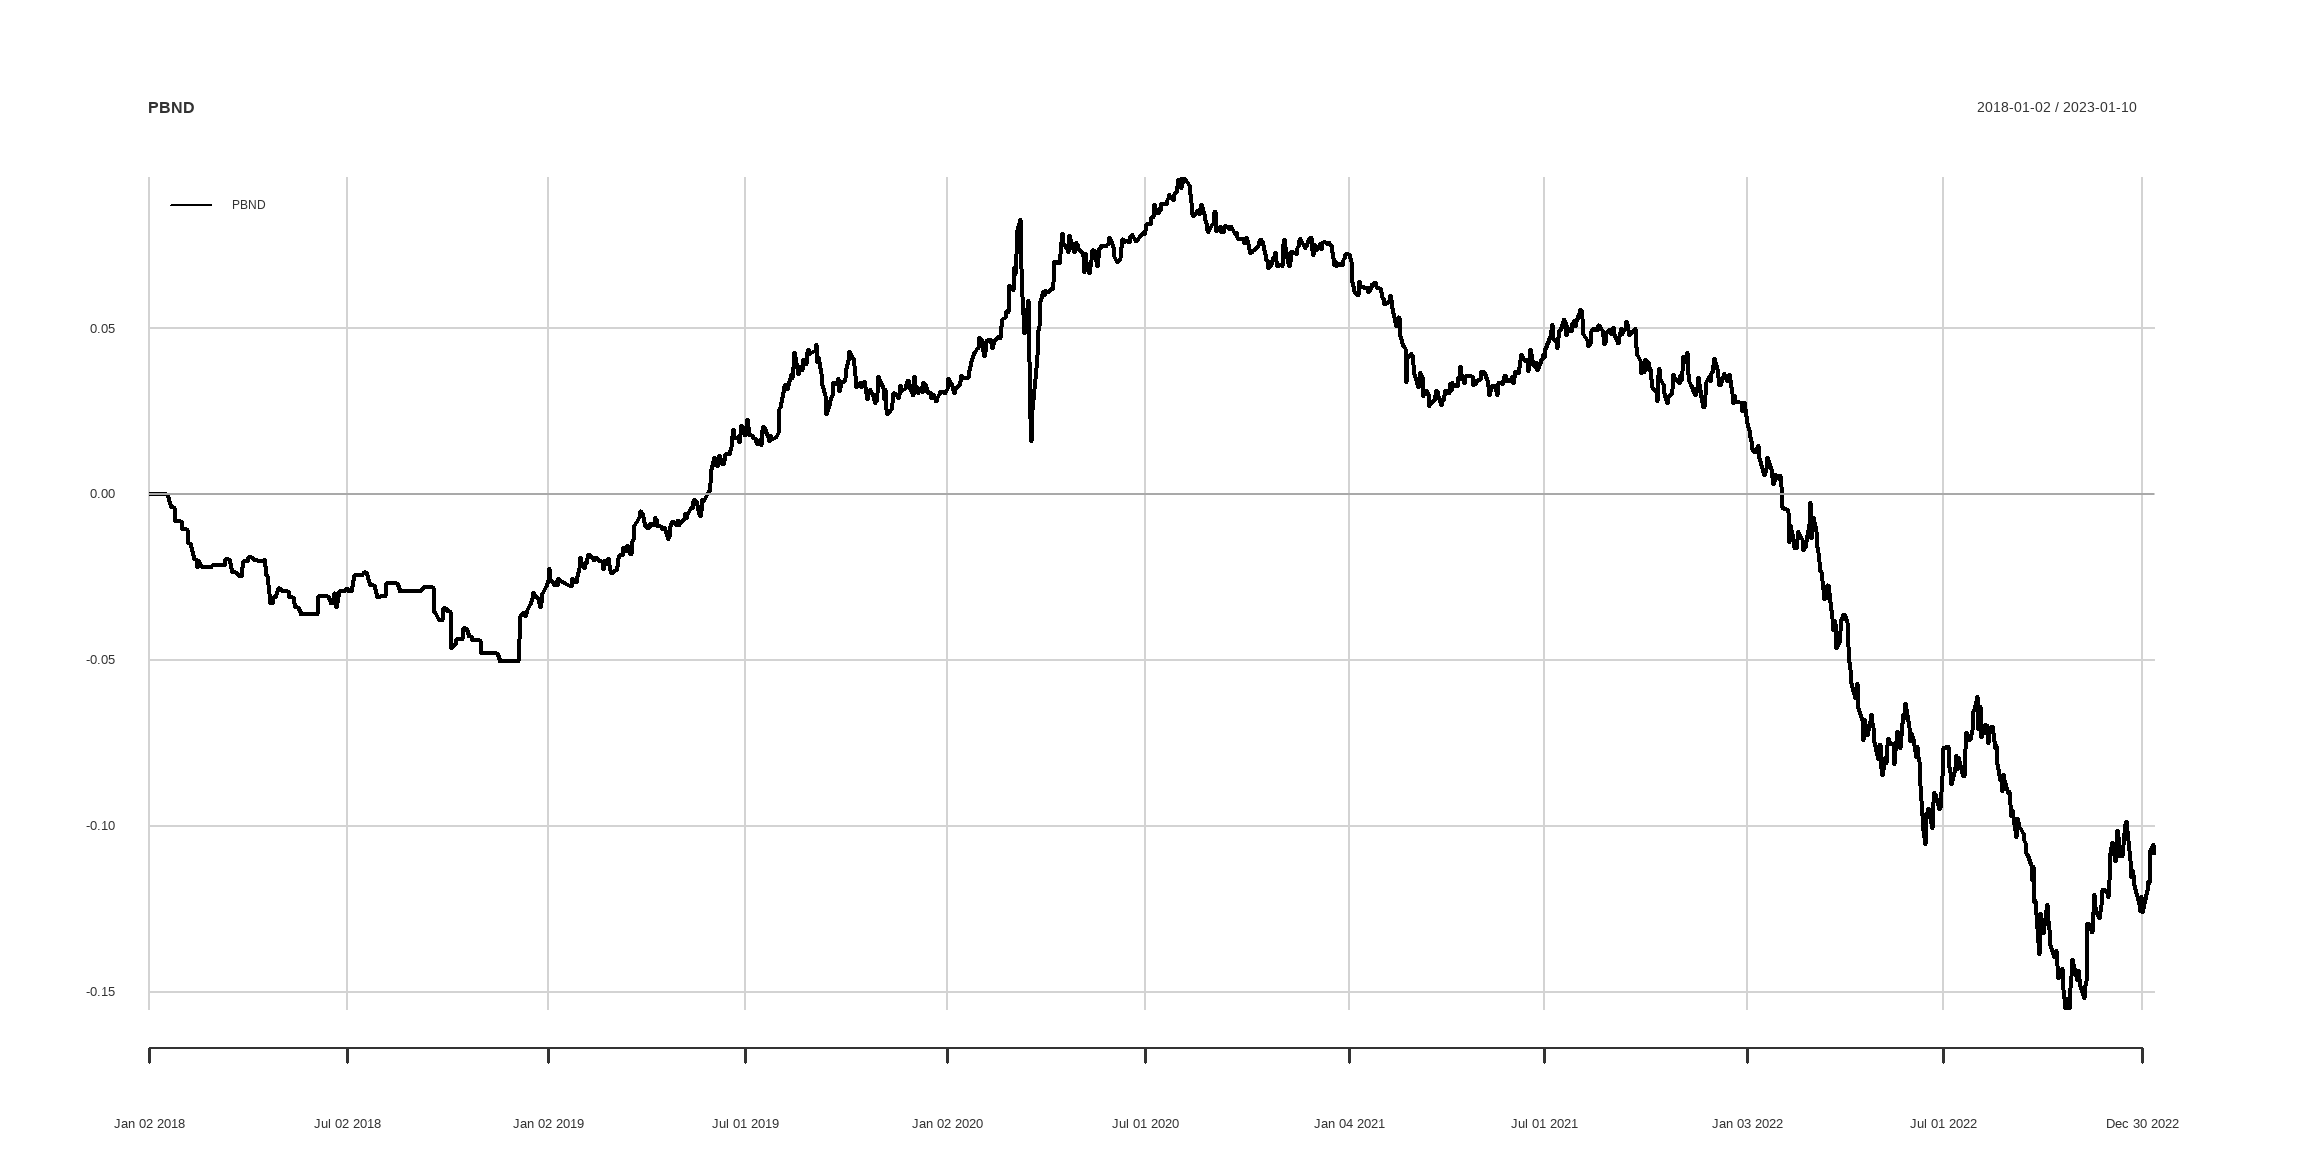 PBND
2018-01-02 / 2023-01-10
PBND
0.05
0.00
-0.05
-0.10
-0.15
Jan 02 2018
Jul 02 2018
Jan 02 2019
Jul 01 2019
Jan 02 2020
Jul 01 2020
Jan 04 2021
Jul 01 2021
Jan 03 2022
Jul 01 2022
Dec 30 2022